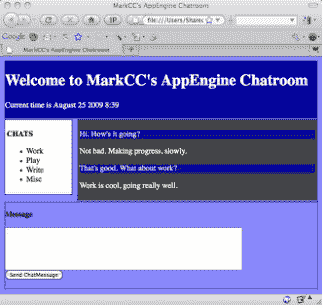 MarkCC's AppEngine Chatroom
file:///Users/Shared
Google
MarkCC's AppEngine Chatroom
Welcome to MarkCC's AppEngine Chatroom
Current time is August 25 2009 8:39
CHATS
Work
Play
Write
Misc
Hi. How's it going?
Not bad. Making progress, slowly.
That's good. What about work?
Work is cool, going really well.
Message
Send ChatMessage